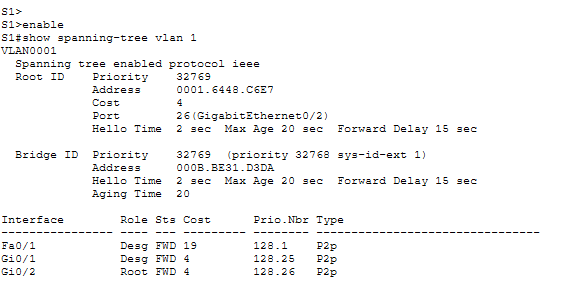 S1>
S1>enable
S1#show spanning-tree vlan 1
VLAN0001
  Spanning tree enabled protocol ieee
  Root ID    Priority    32769
             Address     0001.6448.C6E7
             Cost        4
             Port        26(GigabitEthernet0/2)
             Hello Time  2 sec  Max Age 20 sec  Forward Delay 15 sec

  Bridge ID  Priority    32769  (priority 32768 sys-id-ext 1)
             Address     000B.BE31.D3DA
             Hello Time  2 sec  Max Age 20 sec  Forward Delay 15 sec
             Aging Time  20

Interface        Role Sts Cost      Prio.Nbr Type
---------------- ---- --- --------- -------- --------------------------------
Fa0/1            Desg FWD 19        128.1    P2p
Gi0/1            Desg FWD 4         128.25   P2p
Gi0/2            Root FWD 4         128.26   P2p